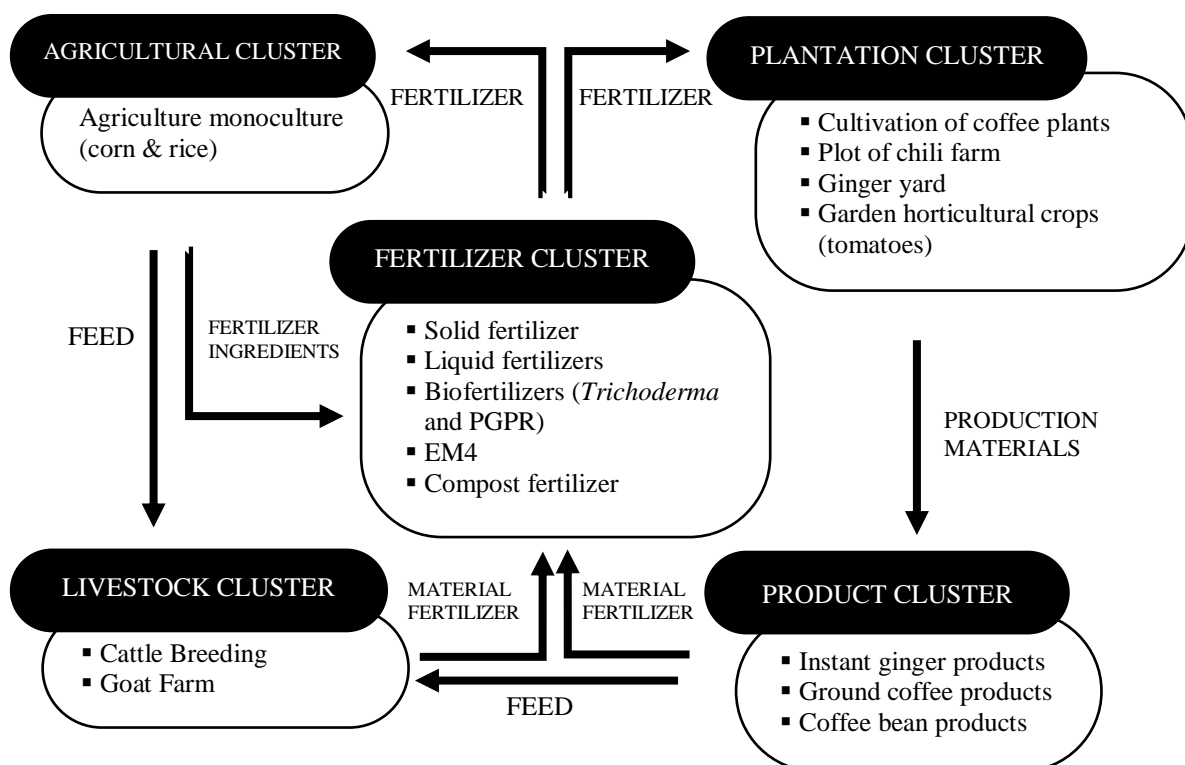 AGRICULTURAL CLUSTER
Agriculture monoculture
(corn & rice)
FERTILIZER
FERTILIZER
PLANTATION CLUSTER
▪ Cultivation of coffee plants
▪ Plot of chili farm
▪ Ginger yard
▪ Garden horticultural crops
(tomatoes)
FEED
FERTILIZER
INGREDIENTS
FERTILIZER CLUSTER
▪ Solid fertilizer
▪ Liquid fertilizers
▪ Biofertilizers (Trichoderma
and PGPR)
▪ EM4
▪ Compost fertilizer
PRODUCTION
MATERIALS
LIVESTOCK CLUSTER
▪ Cattle Breeding
▪ Goat Farm
MATERIAL
FERTILIZER
MATERIAL
FERTILIZER
FEED
PRODUCT CLUSTER
▪ Instant ginger products
▪ Ground coffee products
▪ Coffee bean products